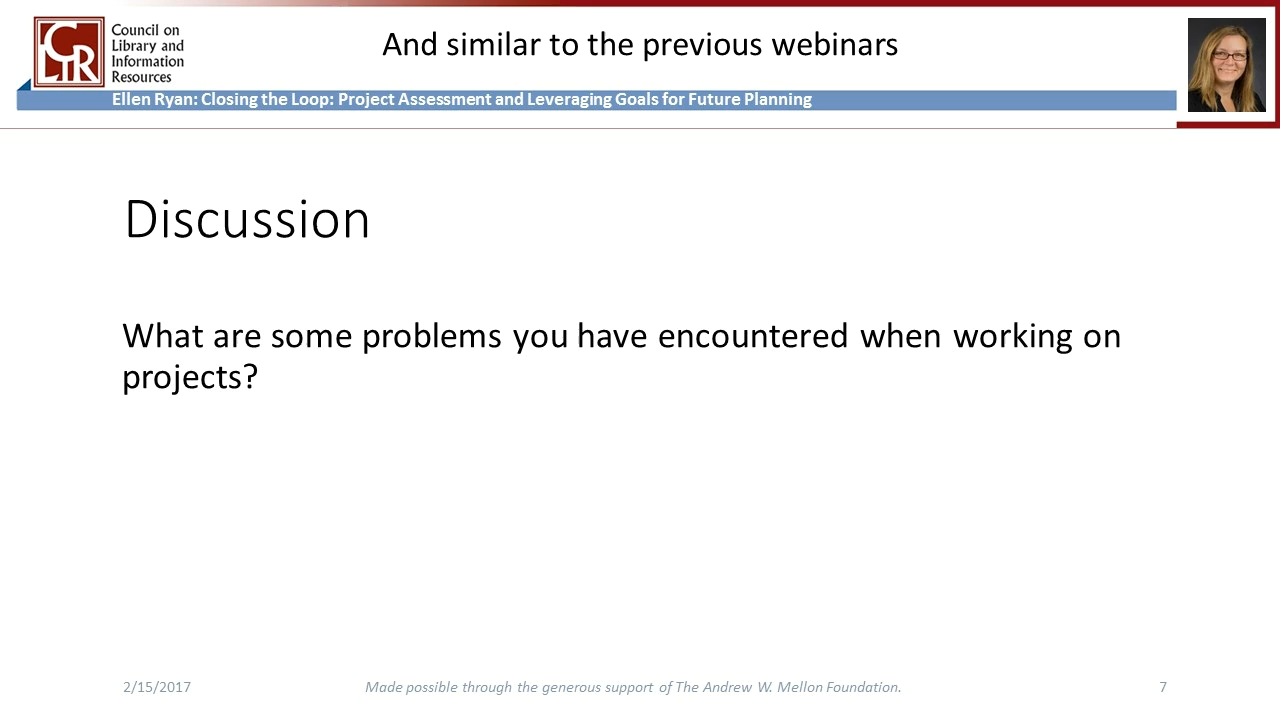 CLIR
Council on
Library and
Information
Resources
And similar to the previous webinars
Ellen Ryan: Closing the Loop: Project Assessment and Leveraging Goals for Future Planning
Discussion
What are some problems you have encountered when working on
projects?
2/15/2017
Made possible through the generous support of The Andrew W. Mellon Foundation.
7